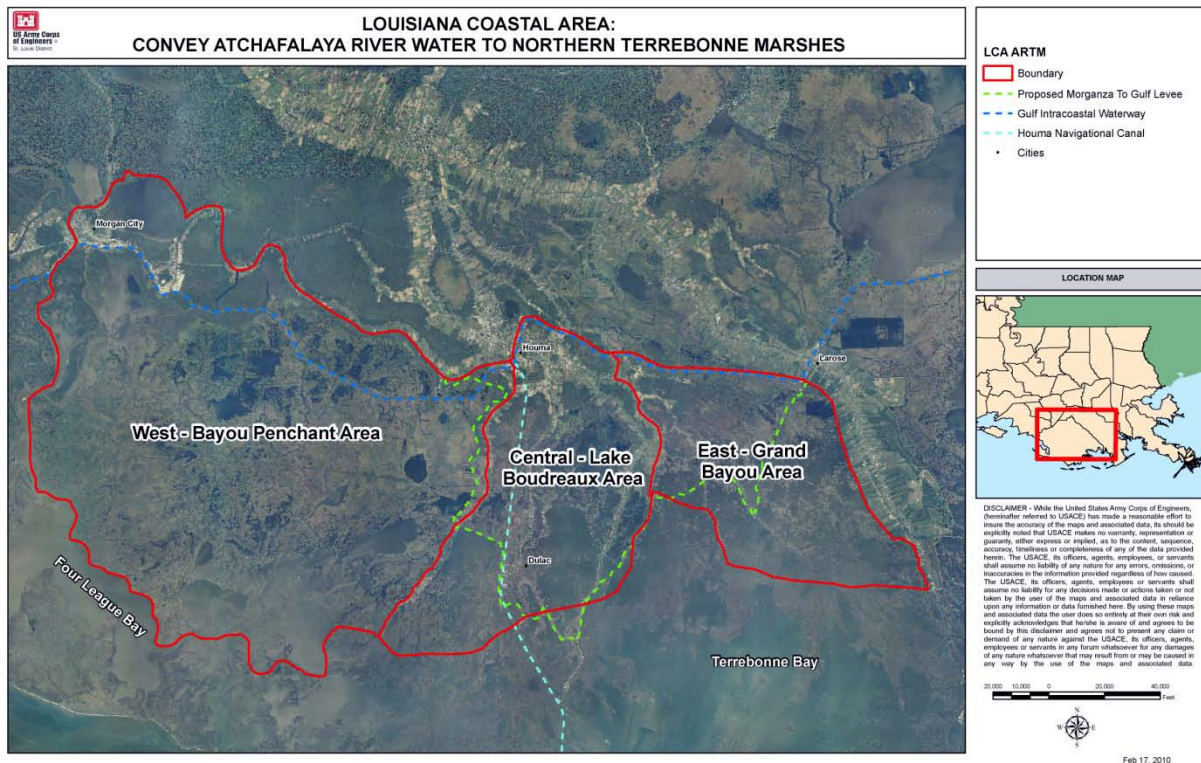 US Army Corps
of Engineers ®
St. Louis District
LOUISIANA COASTAL AREA:
CONVEY ATCHAFALAYA RIVER WATER TO NORTHERN TERREBONNE MARSHES
Morgan City
Houma
Larose
West - Bayou Penchant Area
Central - Lake
Boudreaux Area
East - Grand
Bayou Area
Dulac
Four League Bay
Terrebonne Bay
LCA ARTM
Boundary
Proposed Morganza To Gulf Levee
Gulf Intracoastal Waterway
Houma Navigational Canal
Cities
LOCATION MAP
DISCLAIMER - While the United States Army Corps of Engineers,
(hereinafter referred to USACE) has made a reasonable effort to
insure the accuracy of the maps and associated data, its should be
explicitly noted that USACE makes no warranty, representation or
guaranty, either express or implied, as to the content, sequence,
accuracy, timeliness or completeness of any of the data provided
herein. The USACE, its officers, agents, employees, or servants
shall assume no liability of any nature for any errors, omissions, or
inaccuracies in the information provided regardless of how caused.
The USACE, its officers, agents, employees or servants shall
assume no liability for any decisions made or actions taken or not
taken by the user of the maps and associated data in reliance
upon any information or data furnished here. By using these maps
and associated data the user does so entirely at their own risk and
explicitly acknowledges that he/she is aware of and agrees to be
bound by this disclaimer and agrees not to present any claim or
demand of any nature against the USACE, its officers, agents,
employees or servants in any forum whatsoever for any damages
of any nature whatsoever that may result from or may be caused in
any way by the use of the maps and associated data.
20,000 10,000 0 20,000 40,000
Feet
N
W E
S
Feb 17, 2010